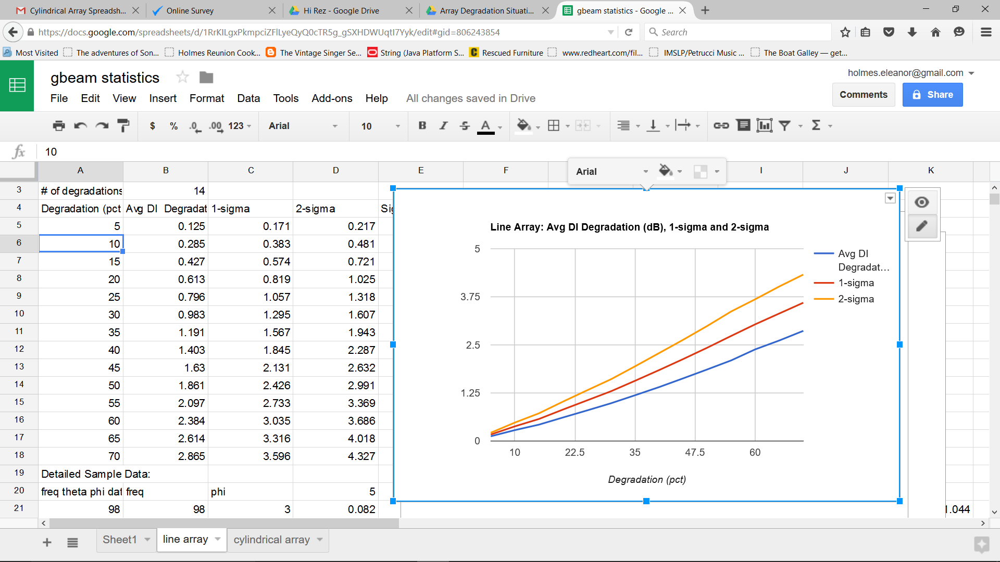 Cylindrical Array Spreadsh... Online Survey Hi Rez - Google Drive Array Degradation Situati... gbeam statistics - Google ...
https://docs.google.com/spreadsheets/d/1RrKILgxPkmpciZFlLyeQyQ0cTR5g_gSXHDWUqtI7Yyk/edit#gid=806243854 Search
Most Visited The adventures of Son... Holmes Reunion Cook... The Vintage Singer Se... String (Java Platform S... Rescued Furniture www.redheart.com/fil... IMSLP/Petrucci Music ... The Boat Galley — get...
gbeam statistics holmes.eleanor@gmail.com
File Edit View Insert Format Data Tools Add-ons Help All changes saved in Drive Comments Share
$ % .0 .00 123 Arial 10 B I S A Σ
fx 10
Arial
A B C D E F I J K
3 # of degradations 14
4 Degradation (pct Avg DI Degradat 1-sigma 2-sigma Sig
5 5 0.125 0.171 0.217
6 10 0.285 0.383 0.481
7 15 0.427 0.574 0.721
8 20 0.613 0.819 1.025
9 25 0.796 1.057 1.318
10 30 0.983 1.295 1.607
11 35 1.191 1.567 1.943
12 40 1.403 1.845 2.287
13 45 1.63 2.131 2.632
14 50 1.861 2.426 2.991
15 55 2.097 2.733 3.369
16 60 2.384 3.035 3.686
17 65 2.614 3.316 4.018
18 70 2.865 3.596 4.327
19 Detailed Sample Data:
20 freq theta phi dat freq phi 5
21 98 98 3 0.082 1.044
Line Array: Avg DI Degradation (dB), 1-sigma and 2-sigma
5
3.75
2.5
1.25
0
10 22.5 35 47.5 60
Degradation (pct)
Avg DI
Degradat...
1-sigma
2-sigma
Sheet1 line array cylindrical array